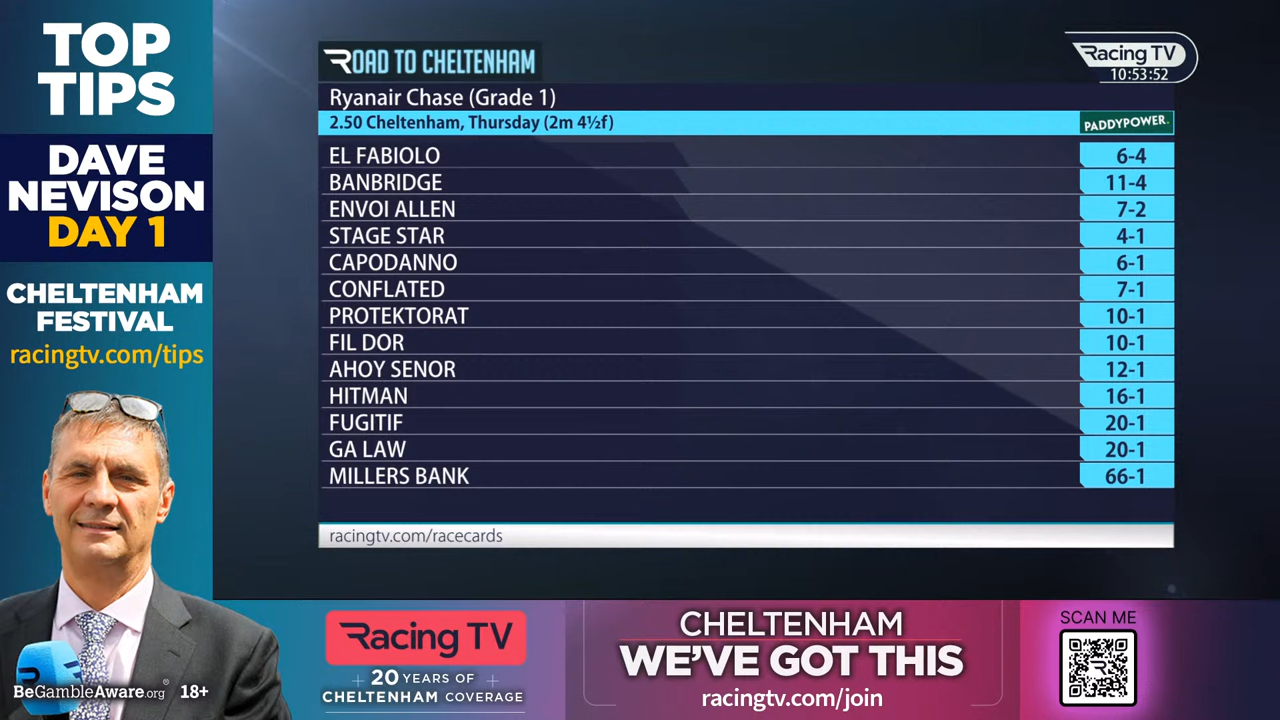 TOP
TIPS
DAVE
NEVISON
DAY 1
CHELTENHAM
FESTIVAL
racingtv.com/tips
BeGambleAware.org® 18+
ROAD TO CHELTENHAM
Racing TV
10:53:52
Ryanair Chase (Grade 1)
2.50 Cheltenham, Thursday (2m 4½f) PADDYPOWER.
EL FABIOLO 6-4
BANBRIDGE 11-4
ENVOI ALLEN 7-2
STAGE STAR 4-1
CAPODANNO 6-1
CONFLATED 7-1
PROTEKTORAT 10-1
FIL DOR 10-1
AHOY SENOR 12-1
HITMAN 16-1
FUGITIF 20-1
GA LAW 20-1
MILLERS BANK 66-1
racingtv.com/racecards
Racing TV
20 YEARS OF
CHELTENHAM COVERAGE
CHELTENHAM
WE'VE GOT THIS
racingtv.com/join
SCAN ME